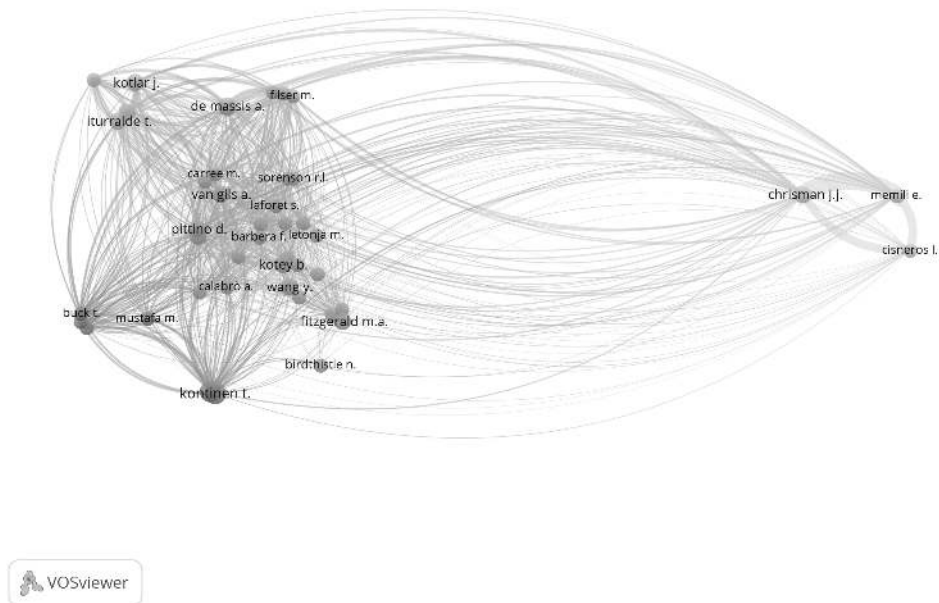 kotlar j.
filser m.
de massis a.
iturralde t.
carree m.
sorenson r.l.
van gils a.
chrisman j.j.
memili e.
laforet s.
pittino d.
barbera f.
letonja m.
cisneros l.
kotey b.
calabro a.
wang y.
buck t.
mustafa m.
fitzgerald m.a.
birdthistle n.
kontinen t.
VOSviewer